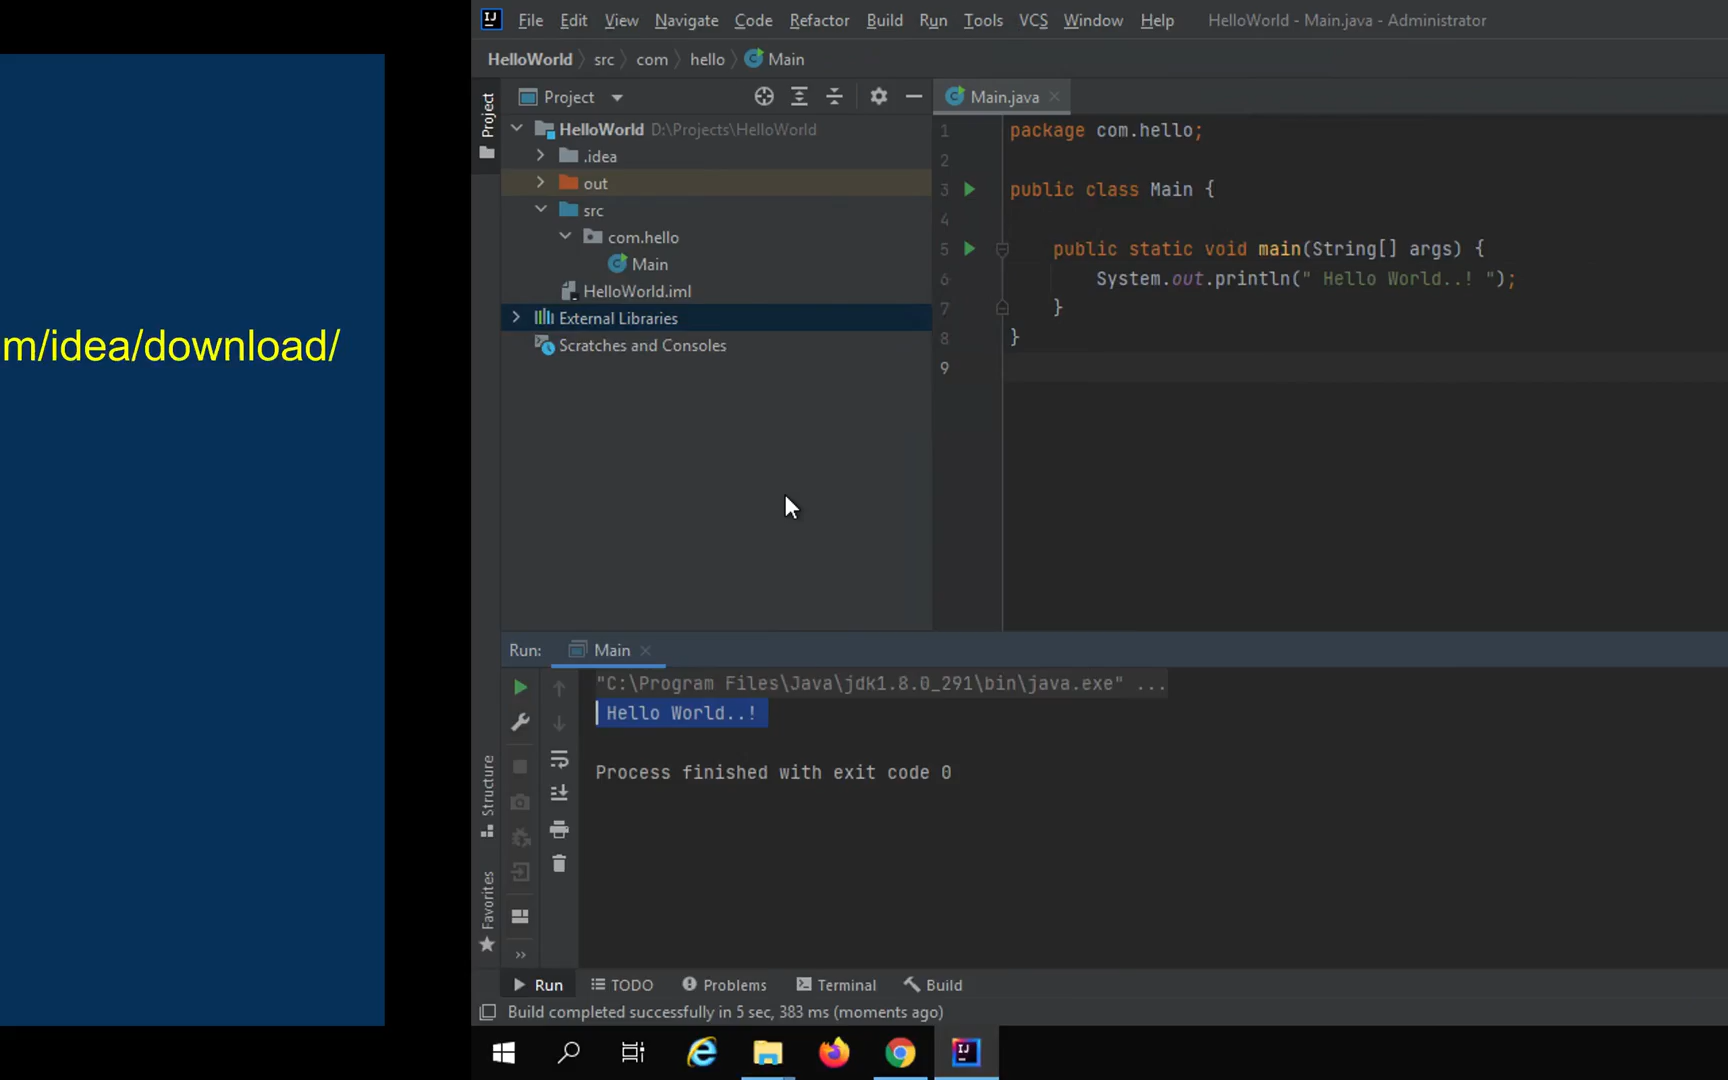 m/idea/download/
IJ File Edit View Navigate Code Refactor Build Run Tools VCS Window Help HelloWorld - Main.java - Administrator
HelloWorld src com hello Main
Project
Project
Main.java
HelloWorld D:\Projects\HelloWorld
.idea
out
src
com.hello
Main
HelloWorld.iml
External Libraries
Scratches and Consoles
1 package com.hello;
2
3 public class Main {
4
5 public static void main(String[] args) {
6 System.out.println(" Hello World..! ");
7 }
8 }
9
Run: Main
"C:\Program Files\Java\jdk1.8.0_291\bin\java.exe" ...
Hello World..!
Process finished with exit code 0
Structure
Favorites
Run TODO Problems Terminal Build
Build completed successfully in 5 sec, 383 ms (moments ago)
IJ